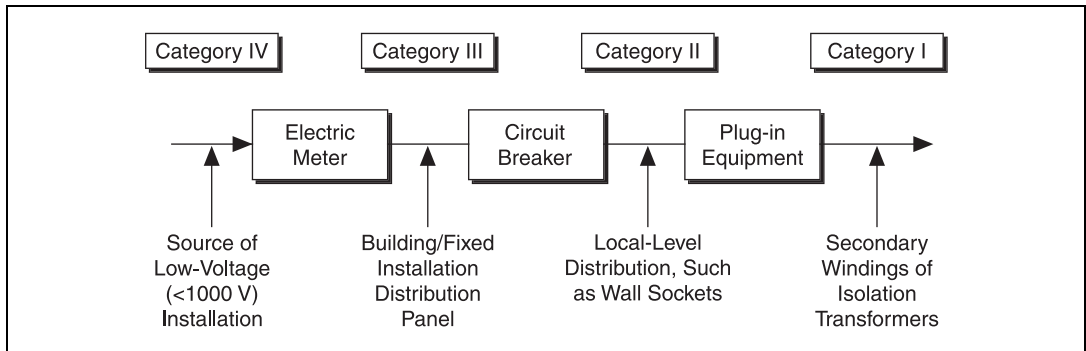 Category IV
Category III
Category II
Category I
Electric
Meter
Circuit
Breaker
Plug-in
Equipment
Source of
Low-Voltage
(<1000 V)
Installation
Building/Fixed
Installation
Distribution
Panel
Local-Level
Distribution, Such
as Wall Sockets
Secondary
Windings of
Isolation
Transformers